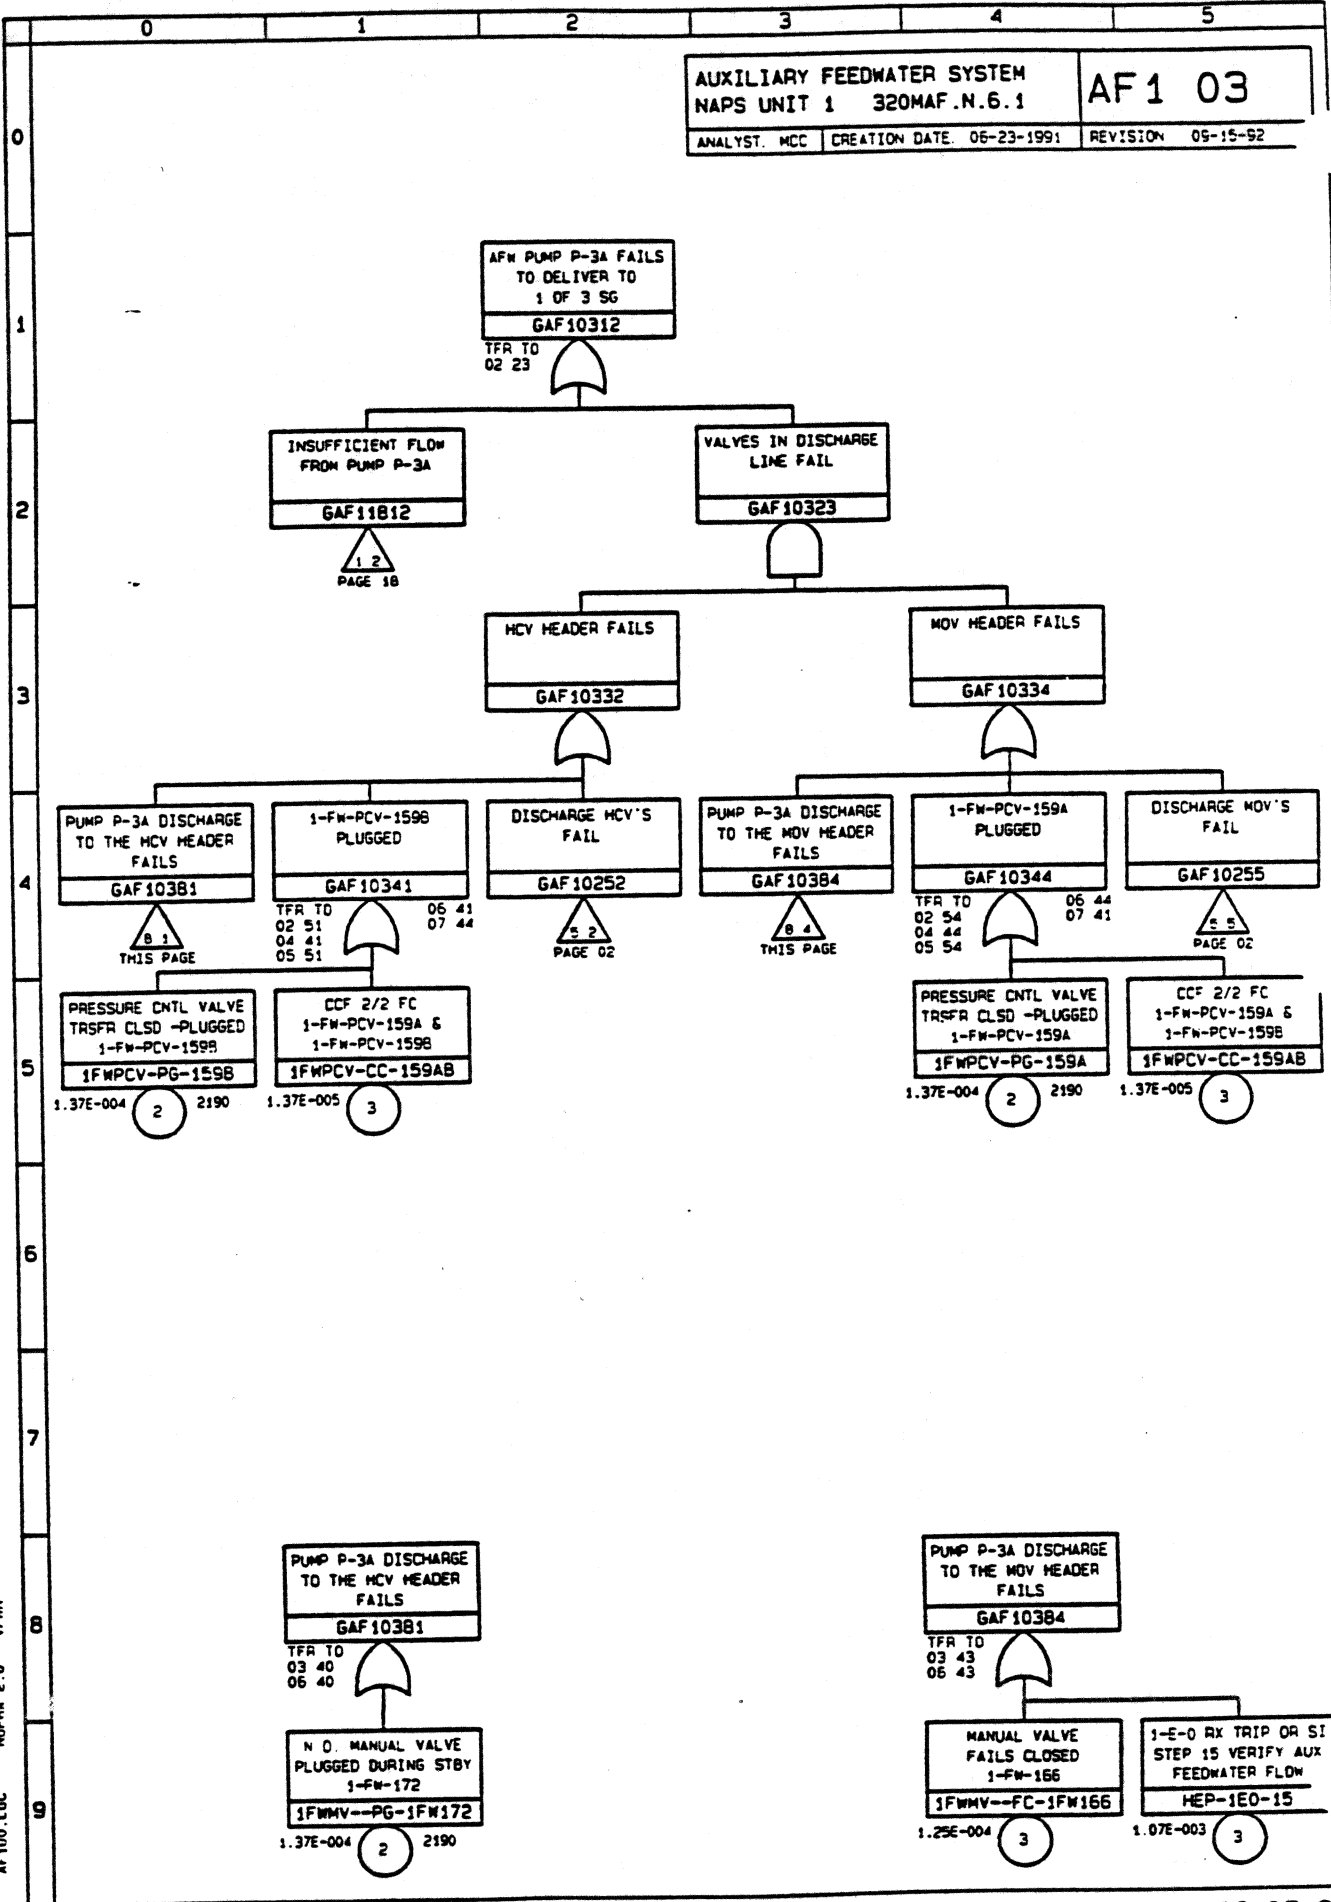 0 1 2 3 4 5
AUXILIARY FEEDWATER SYSTEM
NAPS UNIT 1 320MAF.N.6.1
AF1 03
ANALYST. MCC CREATION DATE. 06-23-1991 REVISION 09-15-92
0
AFW PUMP P-3A FAILS
TO DELIVER TO
1 OF 3 SG
GAF10312
1
TFR TO
02 23
INSUFFICIENT FLOW
FROM PUMP P-3A
GAF11812
1 2
PAGE 18
VALVES IN DISCHARGE
LINE FAIL
GAF10323
2
HCV HEADER FAILS
GAF10332
MOV HEADER FAILS
GAF10334
3
PUMP P-3A DISCHARGE
TO THE HCV HEADER
FAILS
GAF10381
8 1
THIS PAGE
1-FW-PCV-159B
PLUGGED
GAF10341
TFR TO
02 51
04 41
05 51
06 41
07 44
DISCHARGE HCV'S
FAIL
GAF10252
5 2
PAGE 02
PUMP P-3A DISCHARGE
TO THE MOV HEADER
FAILS
GAF10384
8 4
THIS PAGE
1-FW-PCV-159A
PLUGGED
GAF10344
TFR TO
02 54
04 44
05 54
06 44
07 41
DISCHARGE MOV'S
FAIL
GAF10255
5 5
PAGE 02
4
PRESSURE CNTL VALVE
TRSFR CLSD -PLUGGED
1-FW-PCV-159B
1FWPCV-PG-159B
1.37E-004 2 2190
CCF 2/2 FC
1-FW-PCV-159A &
1-FW-PCV-159B
1FWPCV-CC-159AB
1.37E-005 3
PRESSURE CNTL VALVE
TRSFR CLSD -PLUGGED
1-FW-PCV-159A
1FWPCV-PG-159A
1.37E-004 2 2190
CCF 2/2 FC
1-FW-PCV-159A &
1-FW-PCV-159B
1FWPCV-CC-159AB
1.37E-005 3
5
6
7
PUMP P-3A DISCHARGE
TO THE HCV HEADER
FAILS
GAF10381
TFR TO
03 40
06 40
PUMP P-3A DISCHARGE
TO THE MOV HEADER
FAILS
GAF10384
TFR TO
03 43
06 43
8
N O. MANUAL VALVE
PLUGGED DURING STBY
1-FW-172
1FWMV--PG-1FW172
1.37E-004 2 2190
MANUAL VALVE
FAILS CLOSED
1-FW-166
1FWMV--FC-1FW166
1.25E-004 3
1-E-0 RX TRIP OR SI
STEP 15 VERIFY AUX
FEEDWATER FLOW
HEP-1E0-15
1.07E-003 3
9